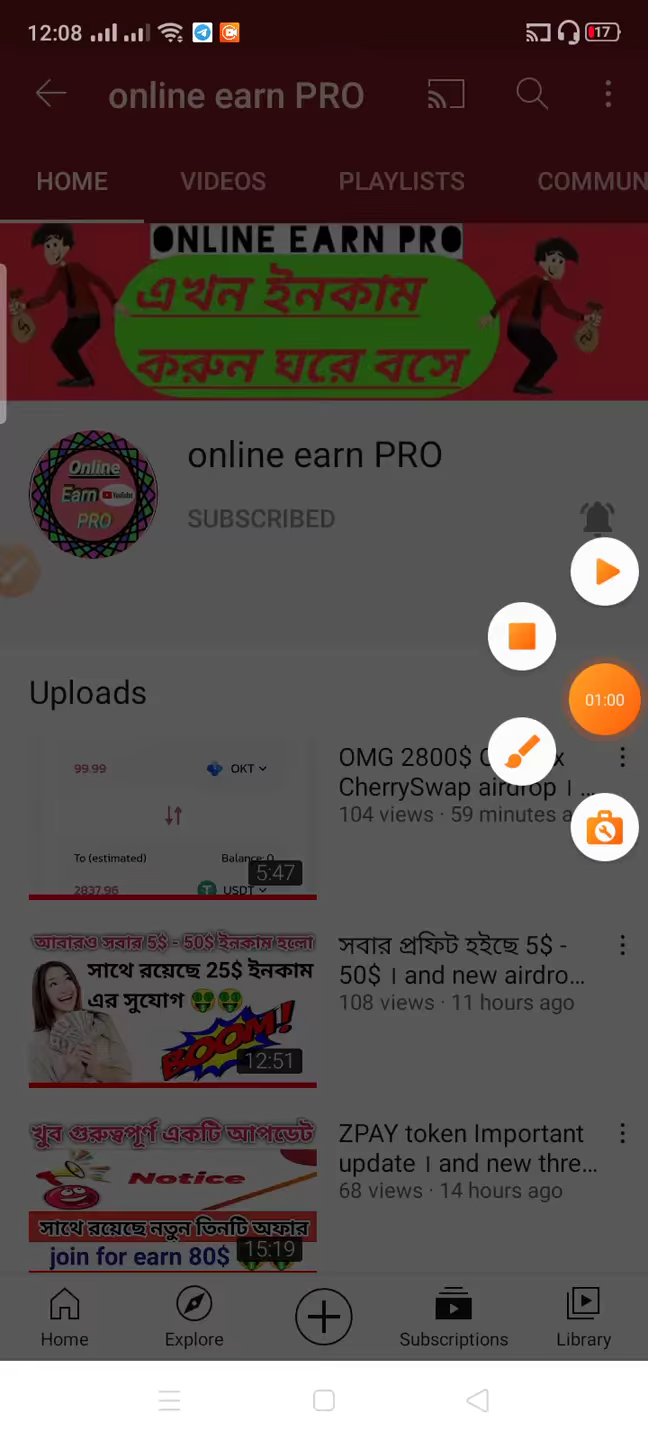 12:08
17
online earn PRO
HOME VIDEOS PLAYLISTS COMMUN
ONLINE EARN PRO
এখন ইনকাম
করুন ঘরে বসে
Online
Earn YouTube
PRO
online earn PRO
SUBSCRIBED
01:00
Uploads
99.99 OKT
To (estimated) Balance: 0
2837.96 USDT
5:47
OMG 2800$
CherrySwap airdrop । ...
104 views · 59 minutes a
আবারও সবার 5$ - 50$ ইনকাম হলো
সাথে রয়েছে 25$ ইনকাম
এর সুযোগ
BOOM!
12:51
সবার প্রফিট হইছে 5$ -
50$ । and new airdro...
108 views · 11 hours ago
খুব গুরুত্বপূর্ণ একটি আপডেট
Notice
সাথে রয়েছে নতুন তিনটি অফার
join for earn 80$
15:19
ZPAY token Important
update । and new thre...
68 views · 14 hours ago
Home Explore Subscriptions Library